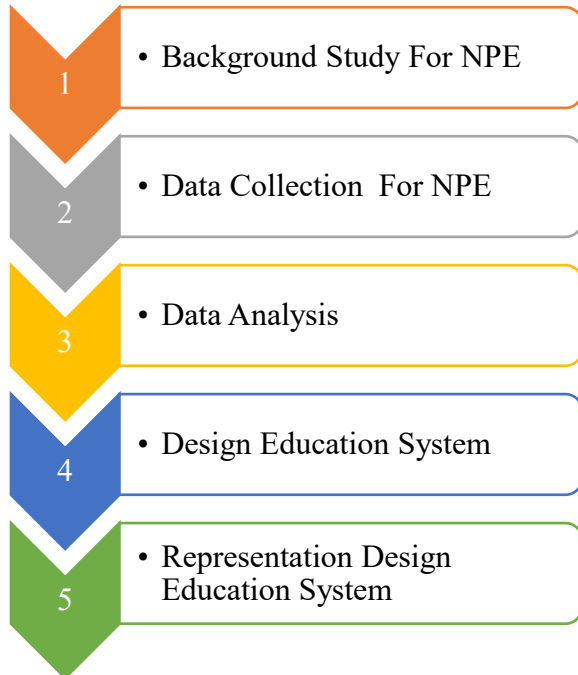 1
• Background Study For NPE
2
• Data Collection For NPE
3
• Data Analysis
4
• Design Education System
5
• Representation Design
Education System